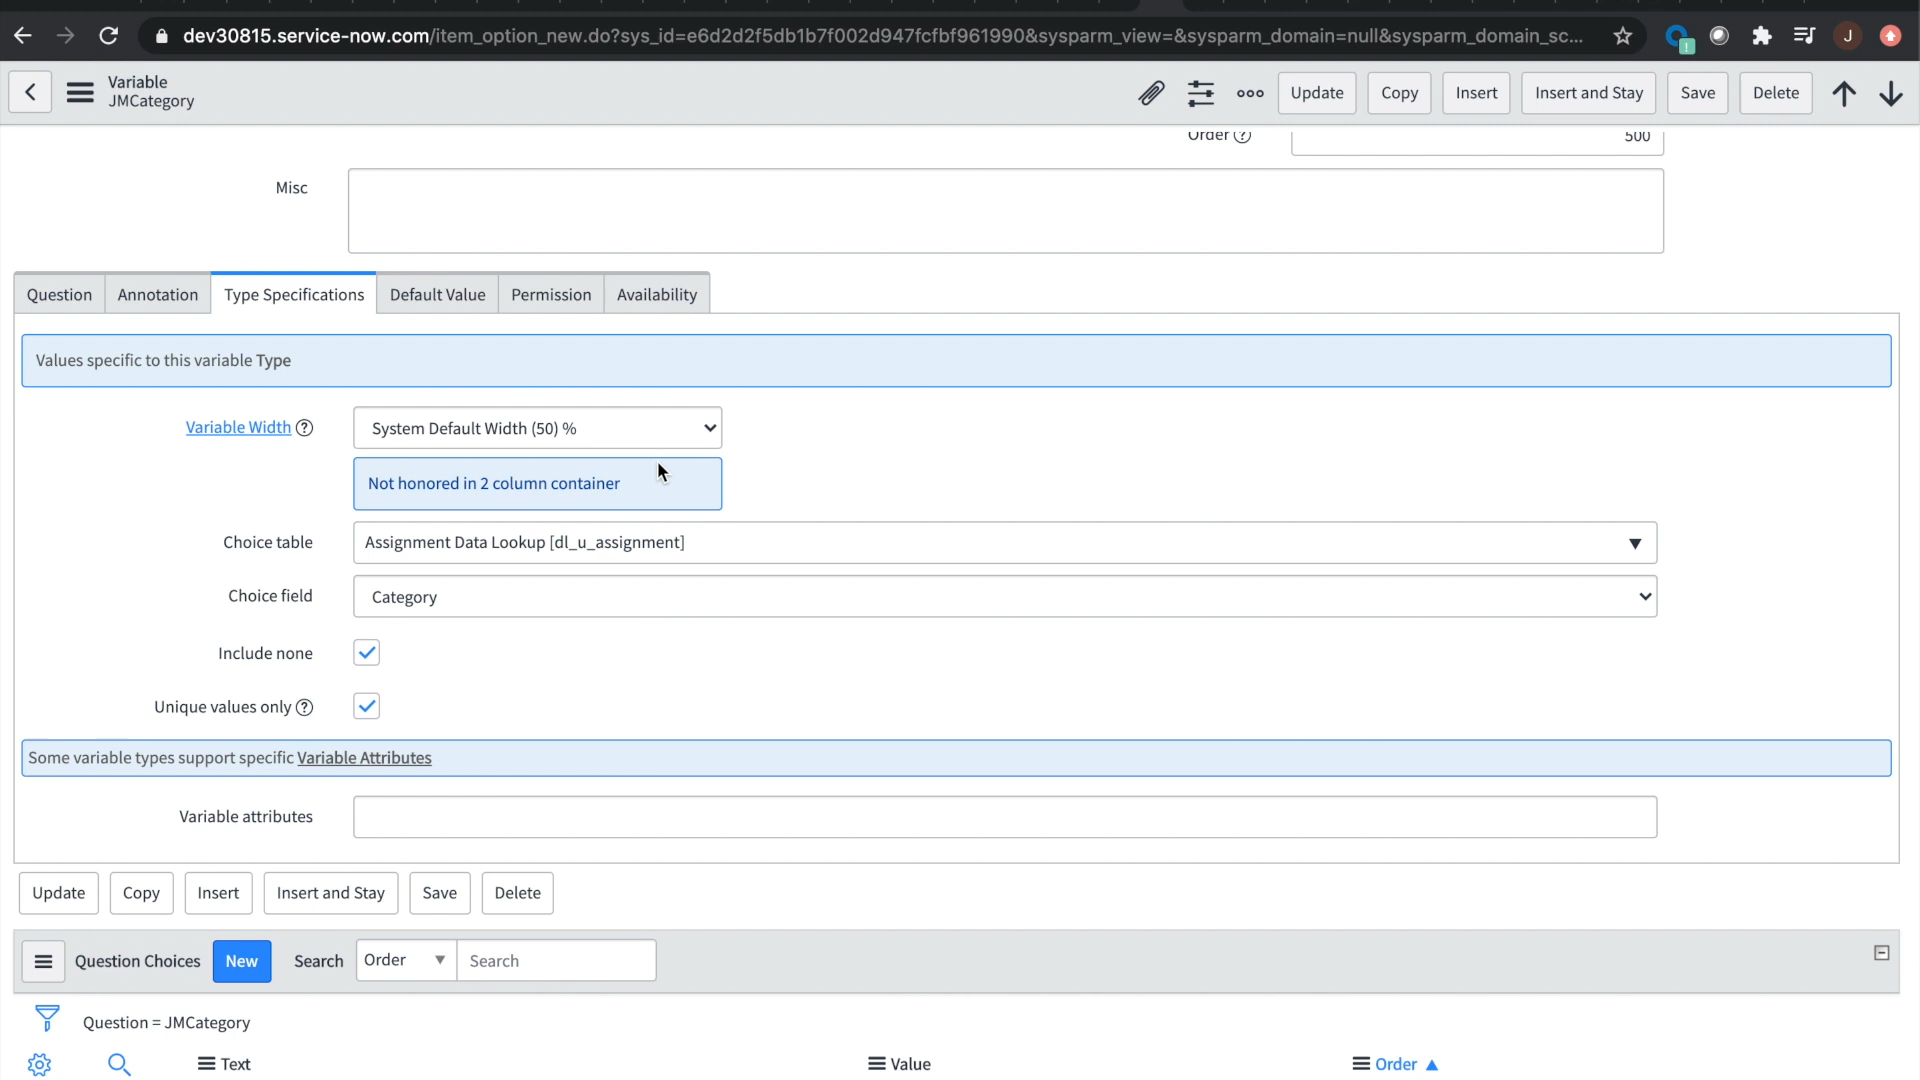 dev30815.service-now.com/item_option_new.do?sys_id=e6d2d2f5db1b7f002d947fcfbf961990&sysparm_view=&sysparm_domain=null&sysparm_domain_sc... J
Variable
JMCategory
Update Copy Insert Insert and Stay Save Delete
Order 500
Misc
Question Annotation Type Specifications Default Value Permission Availability
Values specific to this variable Type
Variable Width System Default Width (50) %
Not honored in 2 column container
Choice table Assignment Data Lookup [dl_u_assignment]
Choice field Category
Include none
Unique values only
Some variable types support specific Variable Attributes
Variable attributes
Update Copy Insert Insert and Stay Save Delete
Question Choices New Search Order Search
Question = JMCategory
Text Value Order